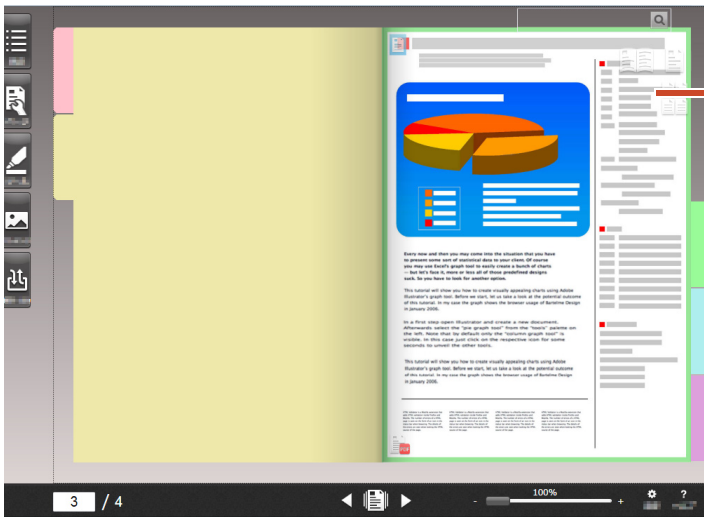 Every now and then you may come into the situation that you have
to present some sort of statistical data to your client. Of course
you may use Excel's graph tool to easily create a bunch of charts
— but let's face it, more or less all of those predefined designs
suck. So you have to look for another option.
This tutorial will show you how to create visually appealing charts using Adobe
Illustrator's graph tool. Before we start, let us take a look at the potential outcome
of this tutorial. In my case the graph shows the browser usage of Barteline Design
in January 2008.
In a first step open Illustrator and create a new document.
Afterwards select the "pie graph tool" from the "tools" palette on
the left. Note that by default only the "column graph tool" is
visible. In this case just click on the respective icon for some
seconds to unveil the other tools.
This tutorial will show you how to create visually appealing charts using Adobe
Illustrator's graph tool. Before we start, let us take a look at the potential outcome
of this tutorial. In my case the graph shows the browser usage of Barteline Design
in January 2008.
3 / 4
- 100% +
?